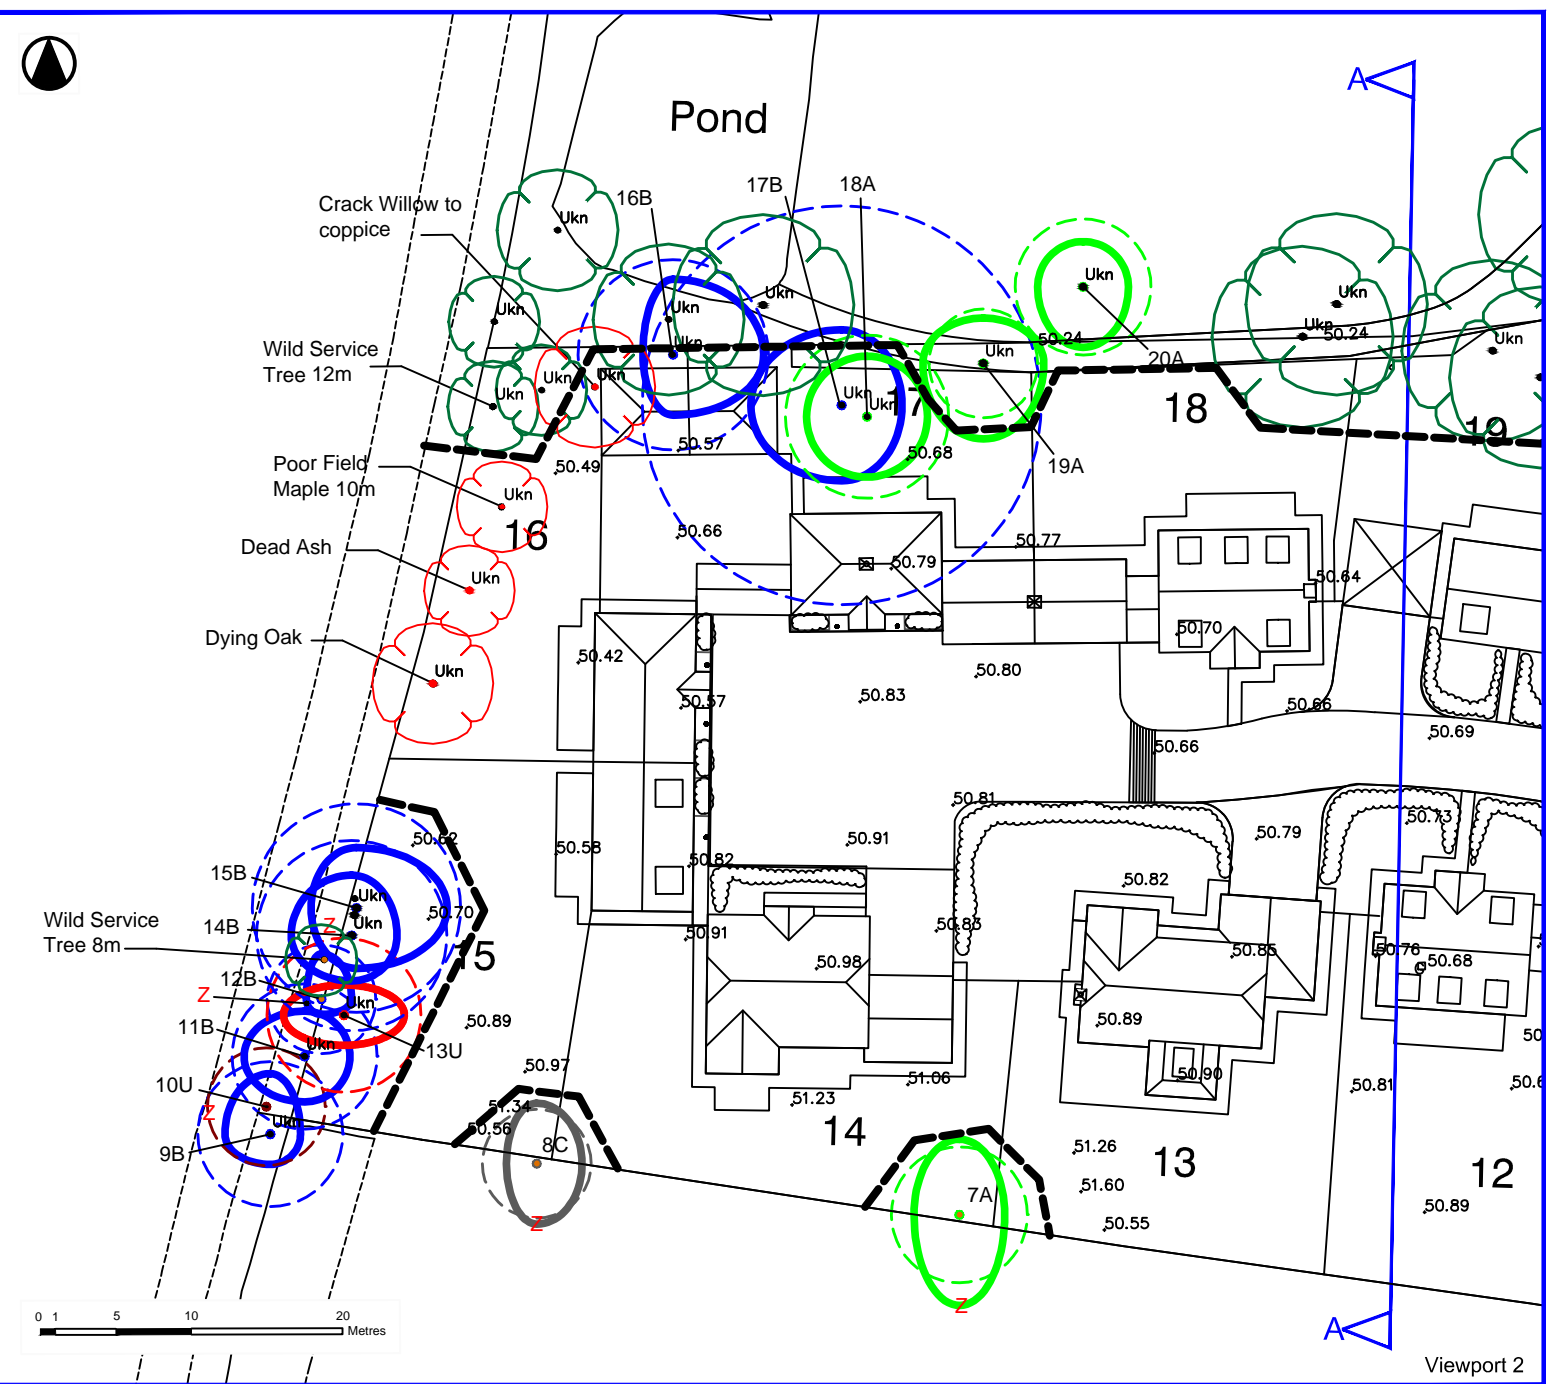 A
Pond
Crack Willow to
coppice
16B
17B
18A
Ukn
Ukn
Ukn
Ukn
Ukn
Ukn
Ukn
Ukn
Ukn
50.24
50.24
20A
Wild Service
Tree 12m
Ukn
Ukn
Ukn
Ukn
Ukn
Ukn
17
18
19
50.57
50.68
19A
50.49
Poor Field
Maple 10m
Ukn
16
50.66
50.77
Dead Ash
50.79
Ukn
50.64
Dying Oak
50.70
50.42
Ukn
50.80
50.57
50.83
50.66
50.69
50.66
50.81
50.73
50.62
50.91
50.79
50.58
50.82
15B
50.82
Ukn
Wild Service
Tree 8m
14B
Z
Ukn
50.70
50.83
50.91
15
50.85
50.76
50.68
50.98
12B
Z
Ukn
11B
50.89
50.89
13U
Ukn
50.97
50.90
10U
Z
51.06
50.81
51.23
51.34
50.56
Ukn
9B
8C
14
51.26
13
12
51.60
7A
50.89
50.55
Z
Z
0 1 5 10 20
Metres
A
Viewport 2